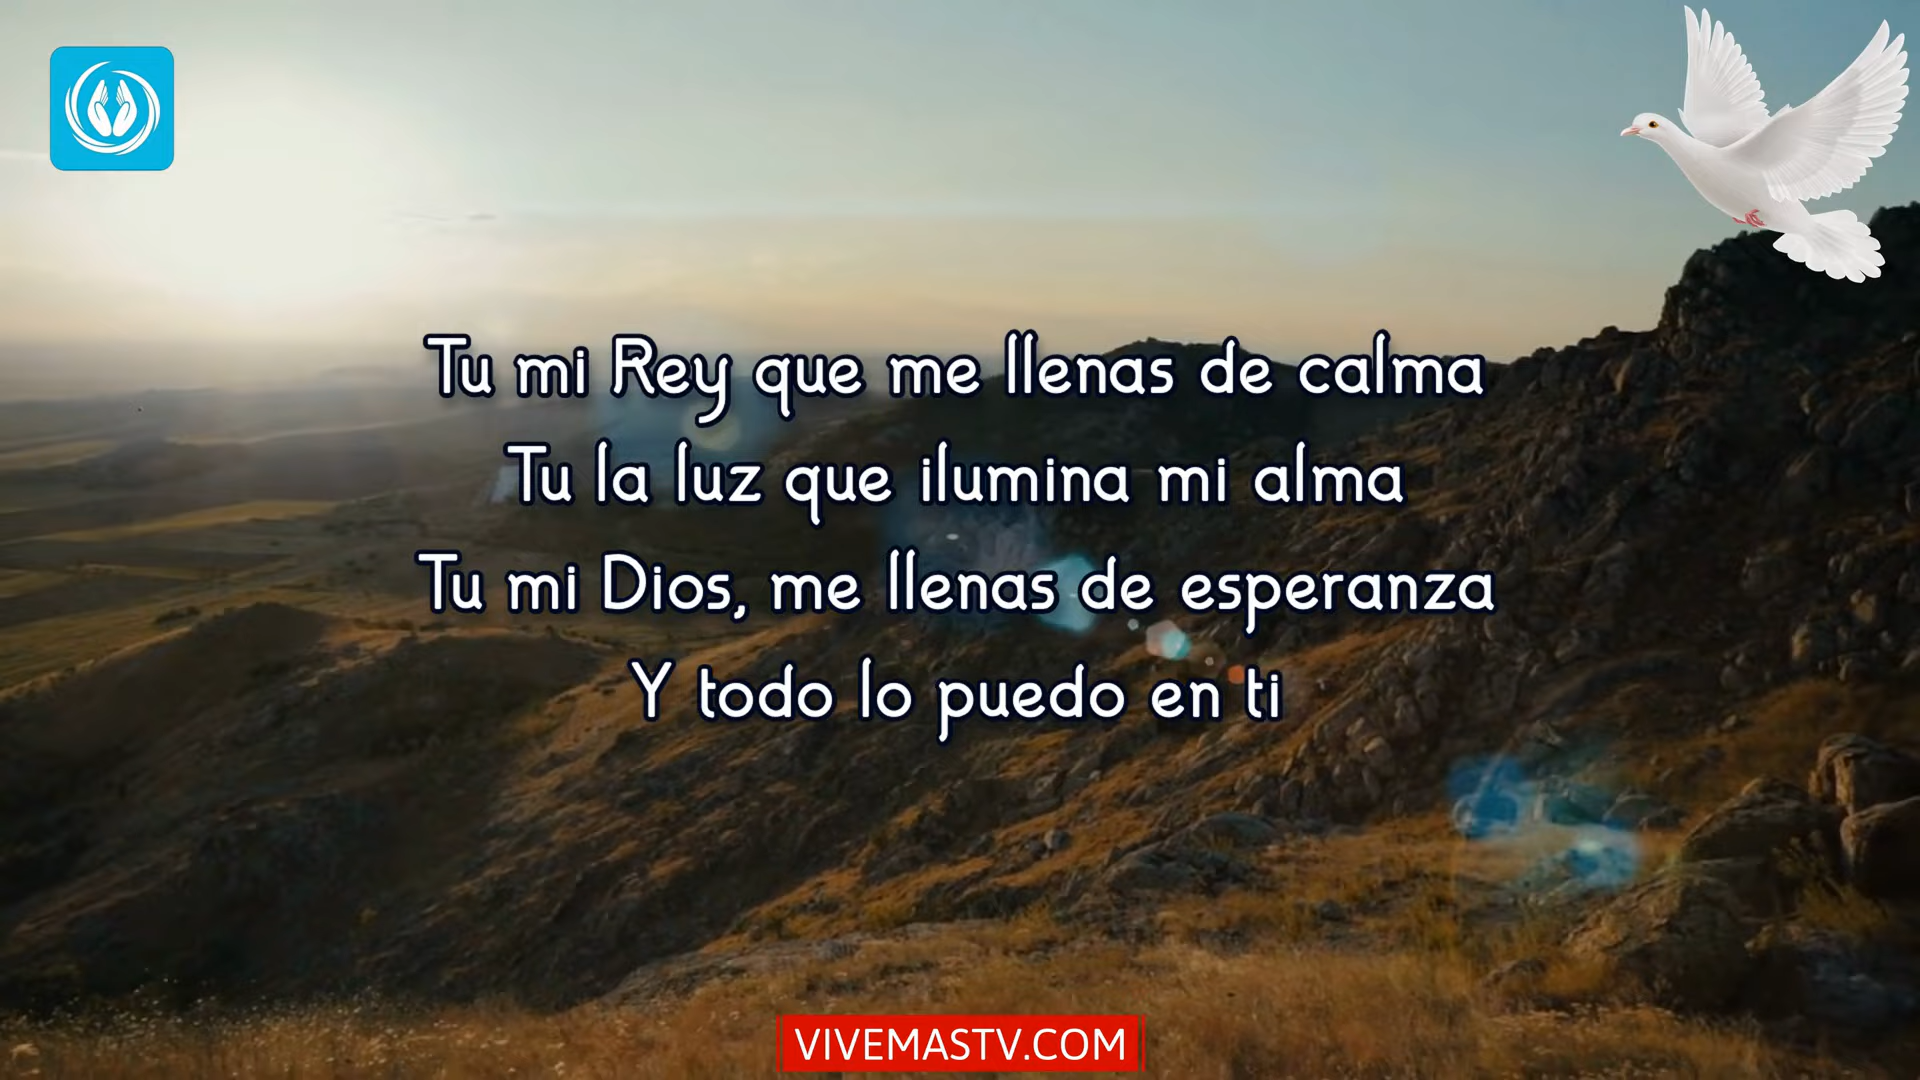 Tu mi Rey que me llenas de calma
Tu la luz que ilumina mi alma
Tu mi Dios, me llenas de esperanza
Y todo lo puedo en ti
VIVEMASTV.COM